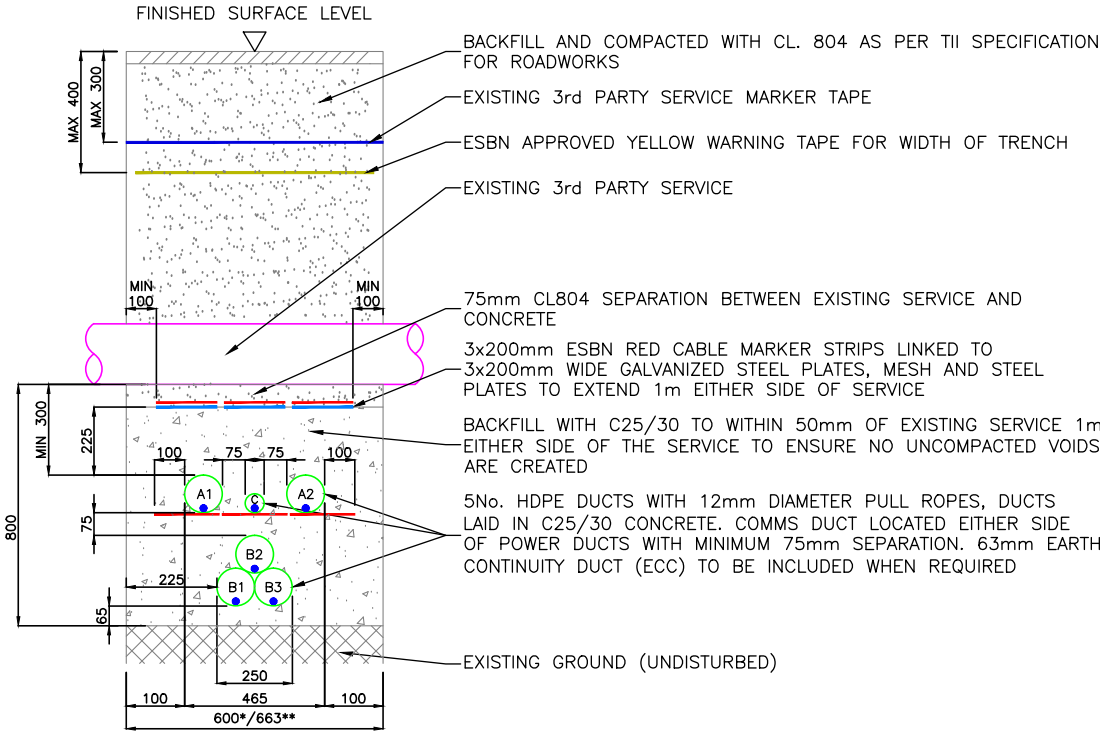 FINISHED SURFACE LEVEL
BACKFILL AND COMPACTED WITH CL. 804 AS PER TII SPECIFICATION
FOR ROADWORKS
MAX 400
MAX 300
EXISTING 3rd PARTY SERVICE MARKER TAPE
ESBN APPROVED YELLOW WARNING TAPE FOR WIDTH OF TRENCH
EXISTING 3rd PARTY SERVICE
MIN
100
MIN
100
75mm CL804 SEPARATION BETWEEN EXISTING SERVICE AND
CONCRETE
3x200mm ESBN RED CABLE MARKER STRIPS LINKED TO
3x200mm WIDE GALVANIZED STEEL PLATES, MESH AND STEEL
PLATES TO EXTEND 1m EITHER SIDE OF SERVICE
MIN 300
225
BACKFILL WITH C25/30 TO WITHIN 50mm OF EXISTING SERVICE 1m
EITHER SIDE OF THE SERVICE TO ENSURE NO UNCOMPACTED VOIDS
ARE CREATED
100
75
75
100
A1
C
A2
5No. HDPE DUCTS WITH 12mm DIAMETER PULL ROPES, DUCTS
LAID IN C25/30 CONCRETE. COMMS DUCT LOCATED EITHER SIDE
OF POWER DUCTS WITH MINIMUM 75mm SEPARATION. 63mm EARTH
CONTINUITY DUCT (ECC) TO BE INCLUDED WHEN REQUIRED
800
75
B2
225
B1
B3
65
EXISTING GROUND (UNDISTURBED)
250
100
465
100
600*/663**